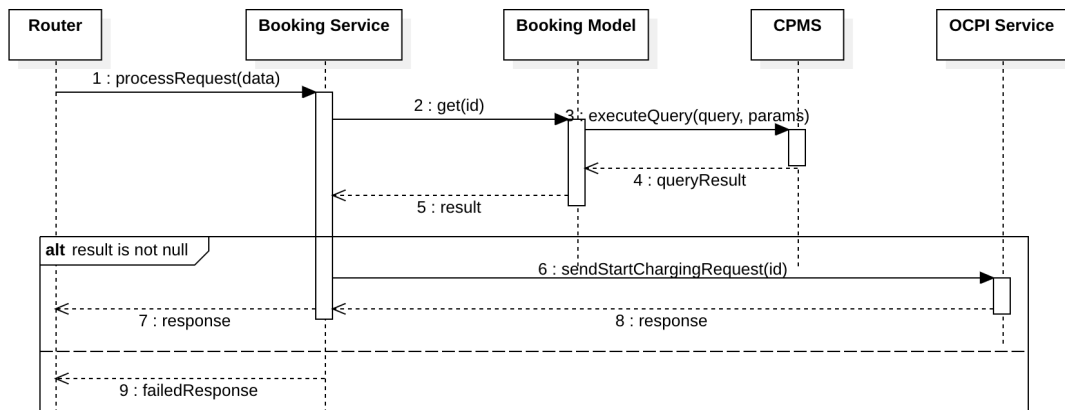 Router
Booking Service
Booking Model
CPMS
OCPI Service
1 : processRequest(data)
2 : get(id)
3 : executeQuery(query, params)
4 : queryResult
5 : result
alt result is not null
6 : sendStartChargingRequest(id)
7 : response
8 : response
9 : failedResponse